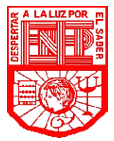 DESPERTAR A LA LUZ POR EL SABER
ENP